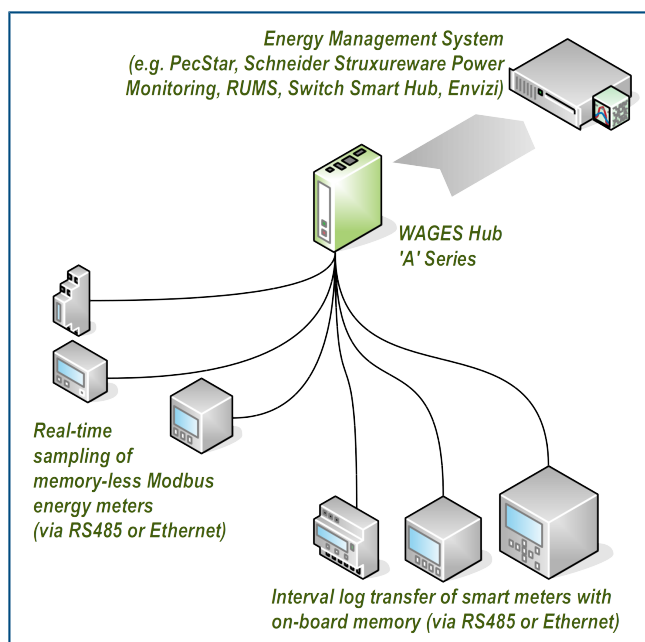 Energy Management System
(e.g. PecStar, Schneider Struxureware Power
Monitoring, RUMS, Switch Smart Hub, Envizi)
WAGES Hub
'A' Series
Real-time
sampling of
memory-less Modbus
energy meters
(via RS485 or Ethernet)
Interval log transfer of smart meters with
on-board memory (via RS485 or Ethernet)